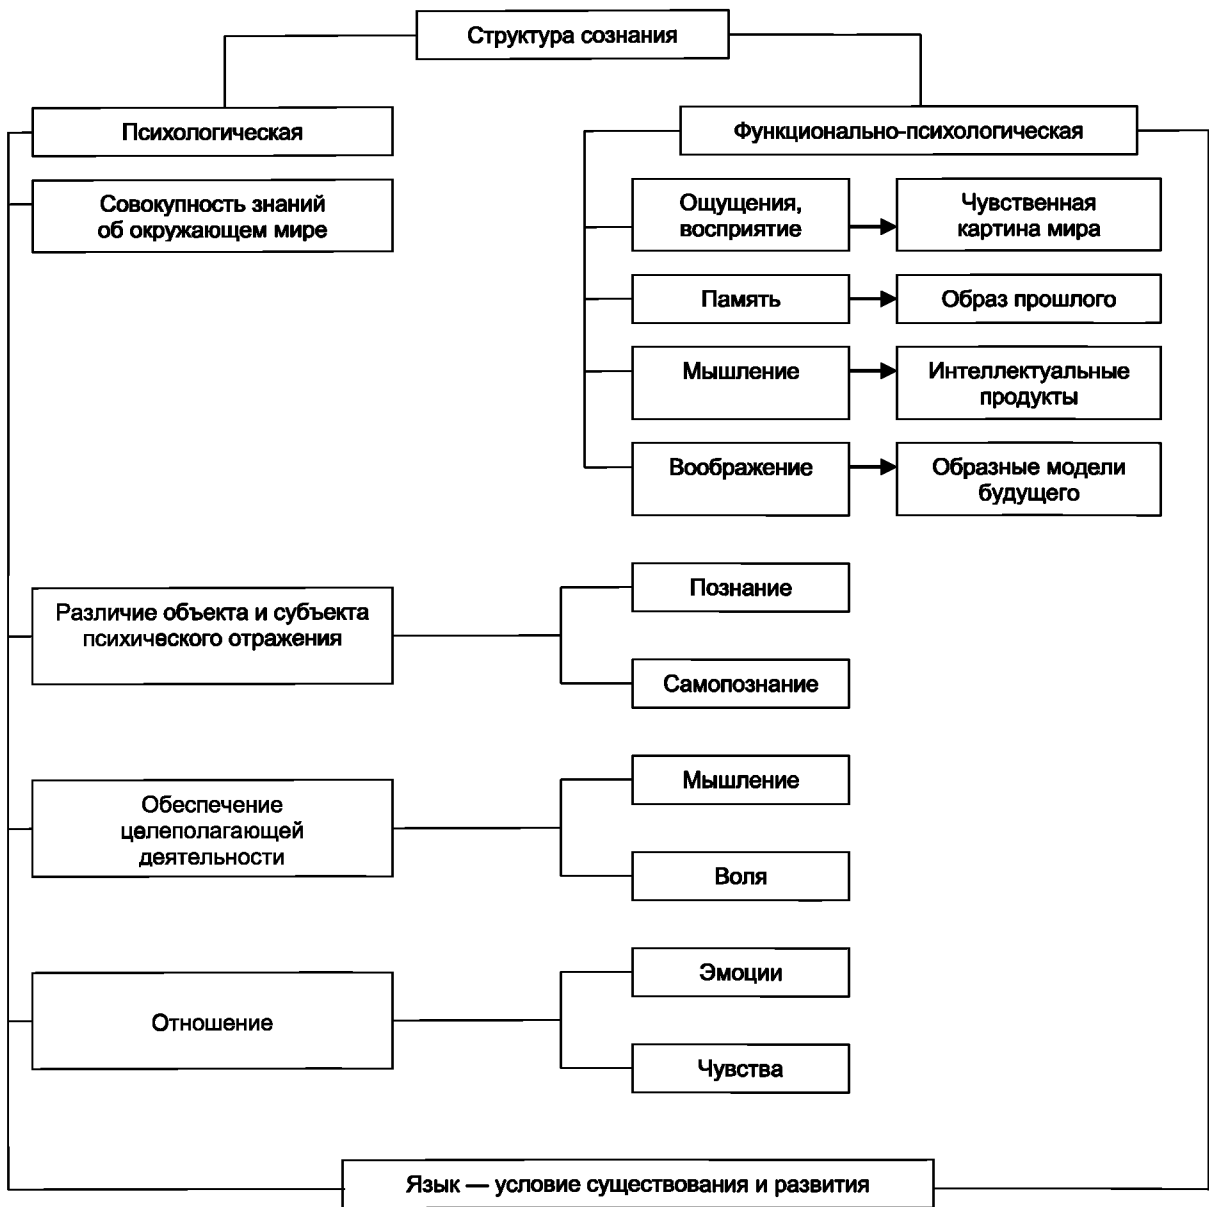 Структура сознания
Психологическая
Функционально-психологическая
Совокупность знаний
об окружающем мире
Ощущения,
восприятие
Чувственная
картина мира
Память
Образ прошлого
Мышление
Интеллектуальные
продукты
Воображение
Образные модели
будущего
Различие объекта и субъекта
психического отражения
Познание
Самопознание
Обеспечение
целеполагающей
деятельности
Мышление
Воля
Отношение
Эмоции
Чувства
Язык — условие существования и развития